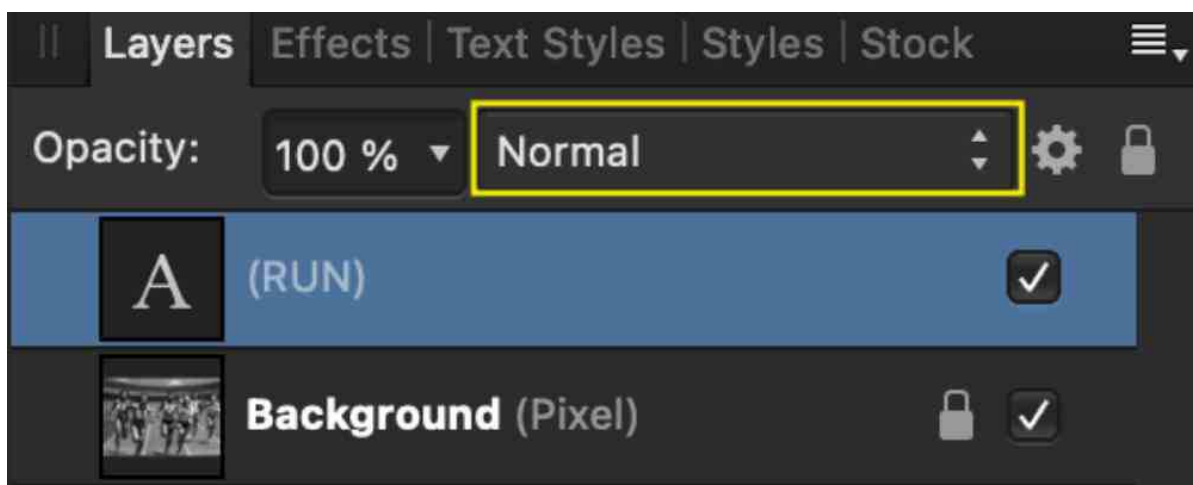 Layers Effects | Text Styles | Styles | Stock
Opacity: 100 % Normal
A (RUN)
Background (Pixel)